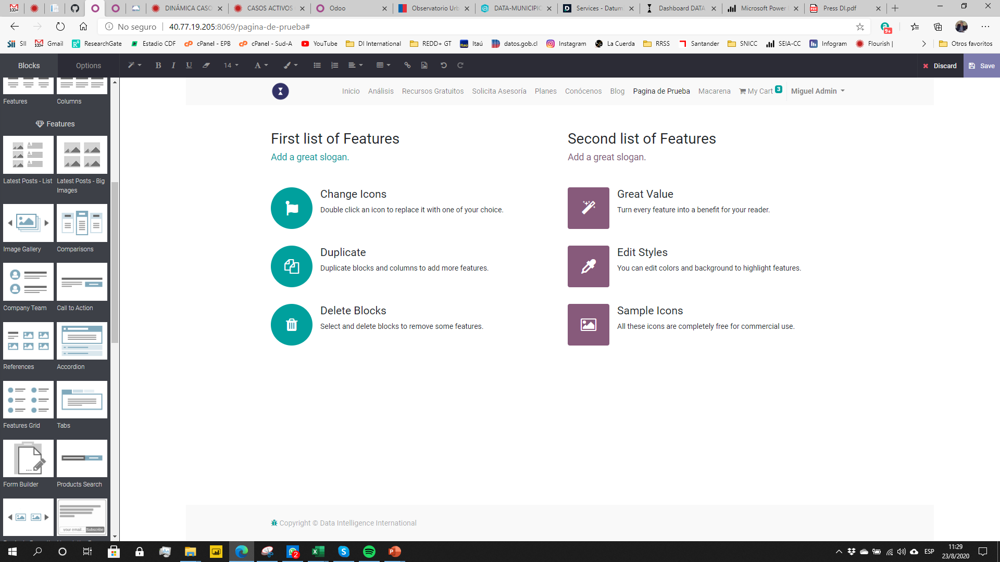 DINÁMICA CASO
CASOS ACTIVOS
Odoo
Observatorio Urb
DATA-MUNICIPIO
Services - Datum
Dashboard DATA
Microsoft Power
Press DI.pdf
No seguro
40.77.19.205:8069/pagina-de-prueba#
9+
SII
Gmail
ResearchGate
Estadio CDF
cPanel - EPB
cPanel - Sud-A
YouTube
DI International
REDD+ GT
Itaú
datos.gob.cl
Instagram
La Cuerda
RRSS
Santander
SNICC
SEIA-CC
Infogram
Flourish |
Otros favoritos
Blocks
Options
B I U
14
A
Discard
Save
Inicio
Análisis
Recursos Gratuitos
Solicita Asesoría
Planes
Conócenos
Blog
Pagina de Prueba
Macarena
My Cart 3
Miguel Admin
Features
Columns
Features
Latest Posts - List
Latest Posts - Big
Images
Image Gallery
Comparisons
Company Team
Call to Action
References
Accordion
Features Grid
Tabs
Form Builder
Products Search
your email...
Subscribe
First list of Features
Add a great slogan.
Change Icons
Double click an icon to replace it with one of your choice.
Duplicate
Duplicate blocks and columns to add more features.
Delete Blocks
Select and delete blocks to remove some features.
Second list of Features
Add a great slogan.
Great Value
Turn every feature into a benefit for your reader.
Edit Styles
You can edit colors and background to highlight features.
Sample Icons
All these icons are completely free for commercial use.
Copyright © Data Intelligence International
2
ESP
11:29
23/8/2020